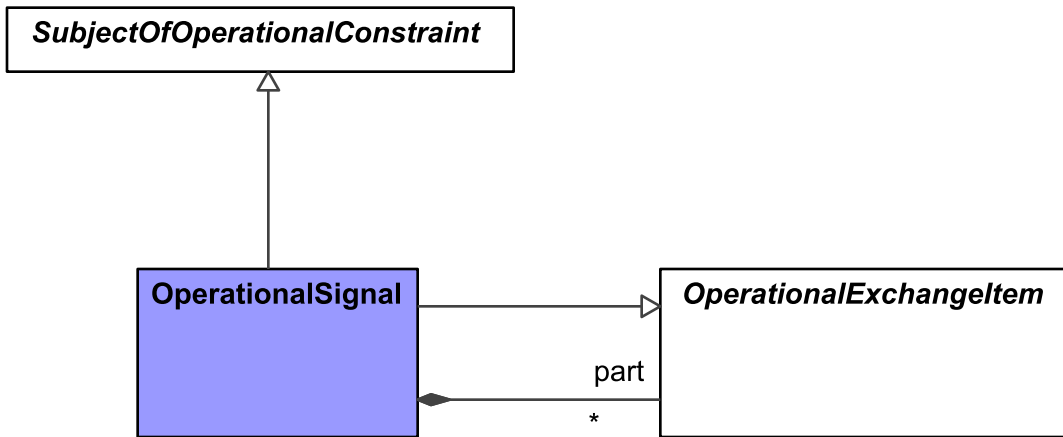 SubjectOfOperationalConstraint
OperationalSignal
OperationalExchangeItem
part
*